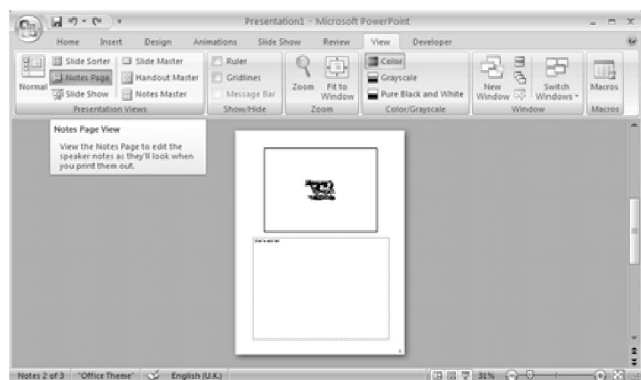 Presentation1 - Microsoft PowerPoint
Home Insert Design Animations Slide Show Review View Developer
Normal
Slide Sorter
Notes Page
Slide Show
Slide Master
Handout Master
Notes Master
Presentation Views
Ruler
Gridlines
Message Bar
Show/Hide
Zoom
Fit to
Window
Zoom
Color
Grayscale
Pure Black and White
Color/Grayscale
New
Window
Switch
Windows
Window
Macros
Macros
Notes Page View
View the Notes Page to edit the
speaker notes as they'll look when
you print them out.
Notes 2 of 3 "Office Theme" English (U.K.) 31%